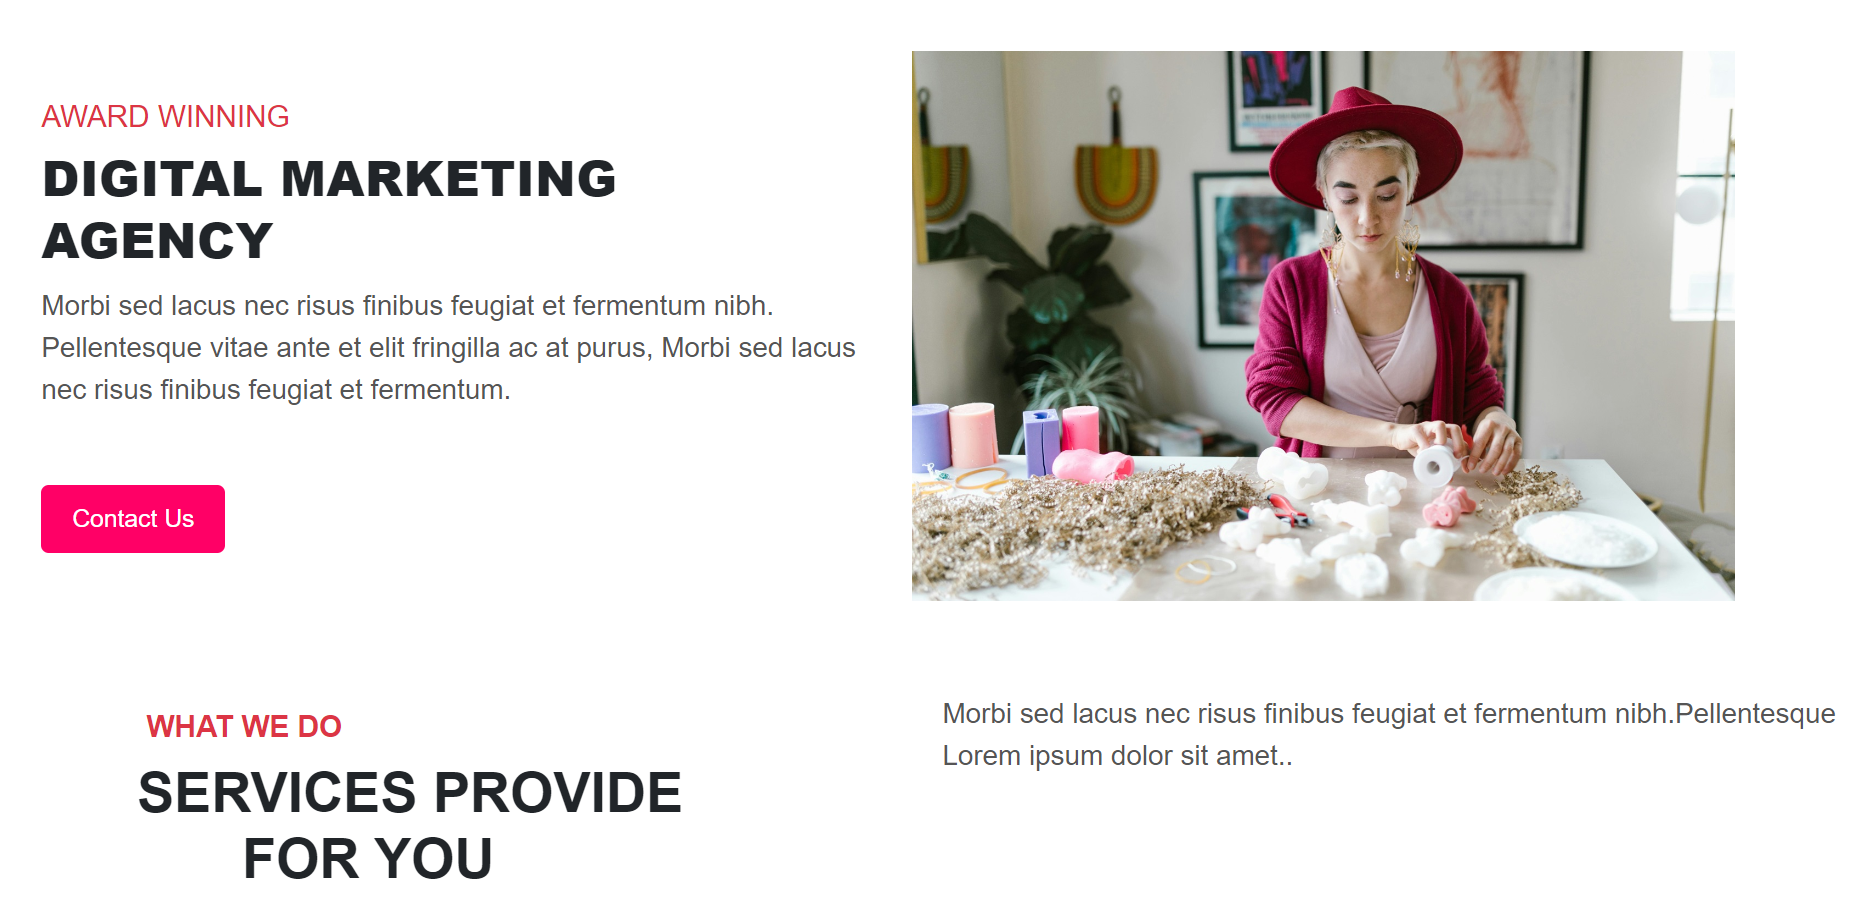 AWARD WINNING
DIGITAL MARKETING
AGENCY
Morbi sed lacus nec risus finibus feugiat et fermentum nibh.
Pellentesque vitae ante et elit fringilla ac at purus, Morbi sed lacus
nec risus finibus feugiat et fermentum.
Contact Us
WHAT WE DO
SERVICES PROVIDE
FOR YOU
Morbi sed lacus nec risus finibus feugiat et fermentum nibh.Pellentesque
Lorem ipsum dolor sit amet..